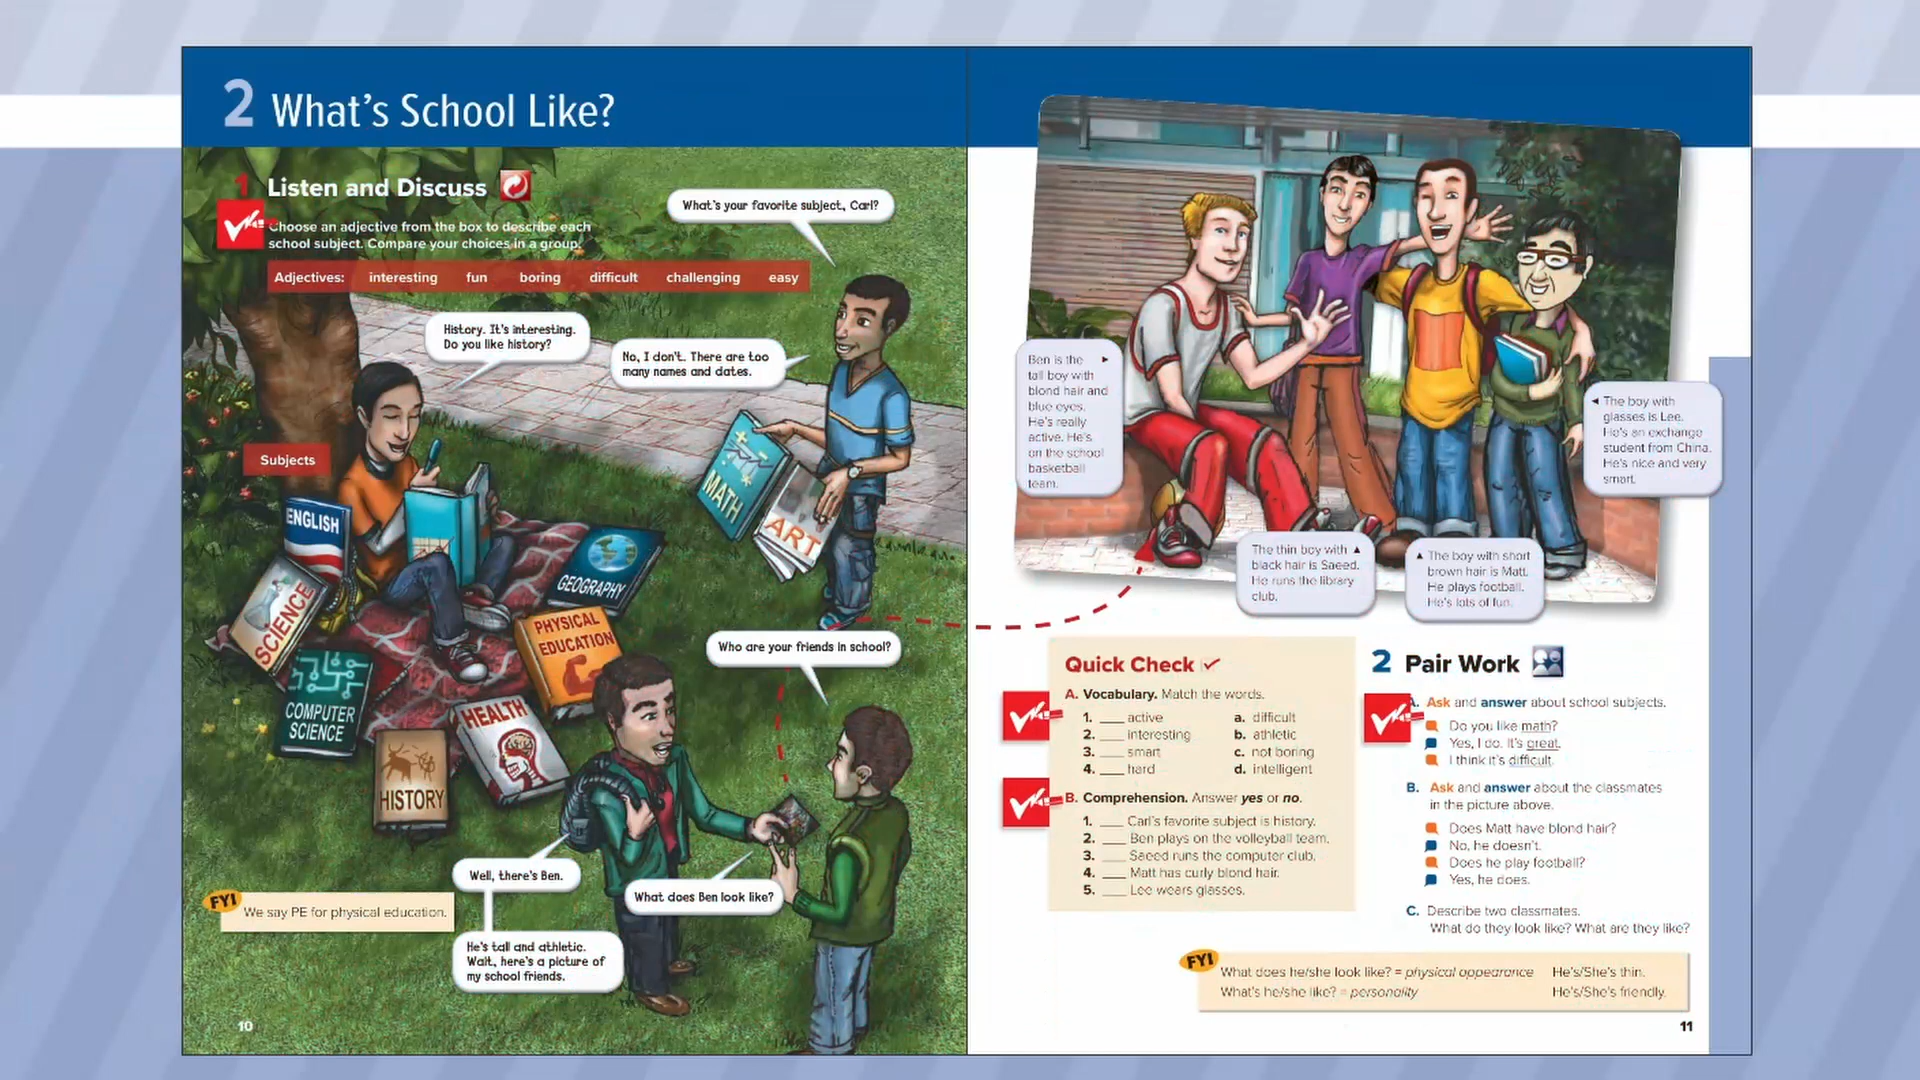 2 What's School Like?
1 Listen and Discuss
Choose an adjective from the box to describe each
school subject. Compare your choices in a group.
Adjectives: interesting fun boring difficult challenging easy
What's your favorite subject, Carl?
History. It's interesting.
Do you like history?
No, I don't. There are too
many names and dates.
Subjects
ENGLISH
SCIENCE
COMPUTER
SCIENCE
HISTORY
HEALTH
PHYSICAL
EDUCATION
GEOGRAPHY
MATH
ART
Who are your friends in school?
Well, there's Ben.
What does Ben look like?
He's tall and athletic.
Wait, here's a picture of
my school friends.
FYI
We say PE for physical education.
10
Ben is the
tall boy with
blond hair and
blue eyes.
He's really
active. He's
on the school
basketball
team.
The thin boy with
black hair is Saeed.
He runs the library
club.
The boy with short
brown hair is Matt.
He plays football.
He's lots of fun.
The boy with
glasses is Lee.
He's an exchange
student from China.
He's nice and very
smart.
Quick Check ✓
A. Vocabulary. Match the words.
1. ___ active a. difficult
2. ___ interesting b. athletic
3. ___ smart c. not boring
4. ___ hard d. intelligent
B. Comprehension. Answer yes or no.
1. ___ Carl's favorite subject is history.
2. ___ Ben plays on the volleyball team.
3. ___ Saeed runs the computer club.
4. ___ Matt has curly blond hair.
5. ___ Lee wears glasses.
2 Pair Work
A. Ask and answer about school subjects.
Do you like math?
Yes, I do. It's great.
I think it's difficult.
B. Ask and answer about the classmates
in the picture above.
Does Matt have blond hair?
No, he doesn't.
Does he play football?
Yes, he does.
C. Describe two classmates.
What do they look like? What are they like?
FYI
What does he/she look like? = physical appearance He's/She's thin.
What's he/she like? = personality He's/She's friendly.
11